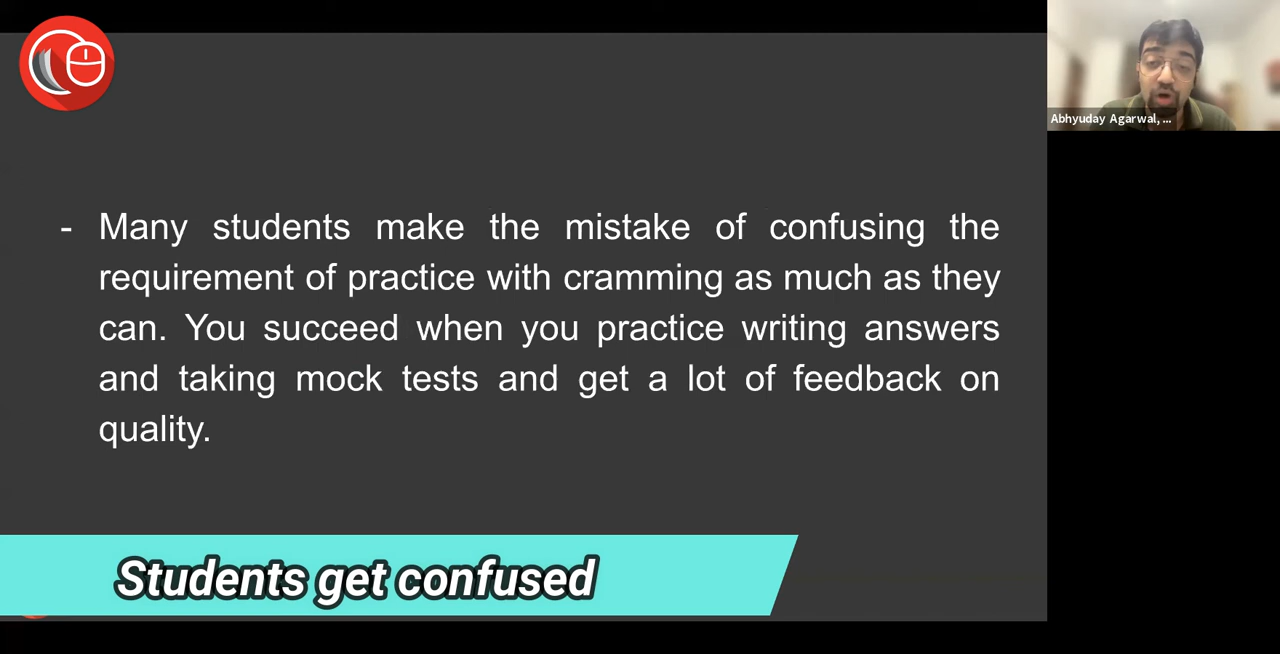 Abhyuday Agarwal, ...
- Many students make the mistake of confusing the
requirement of practice with cramming as much as they
can. You succeed when you practice writing answers
and taking mock tests and get a lot of feedback on
quality.
Students get confused